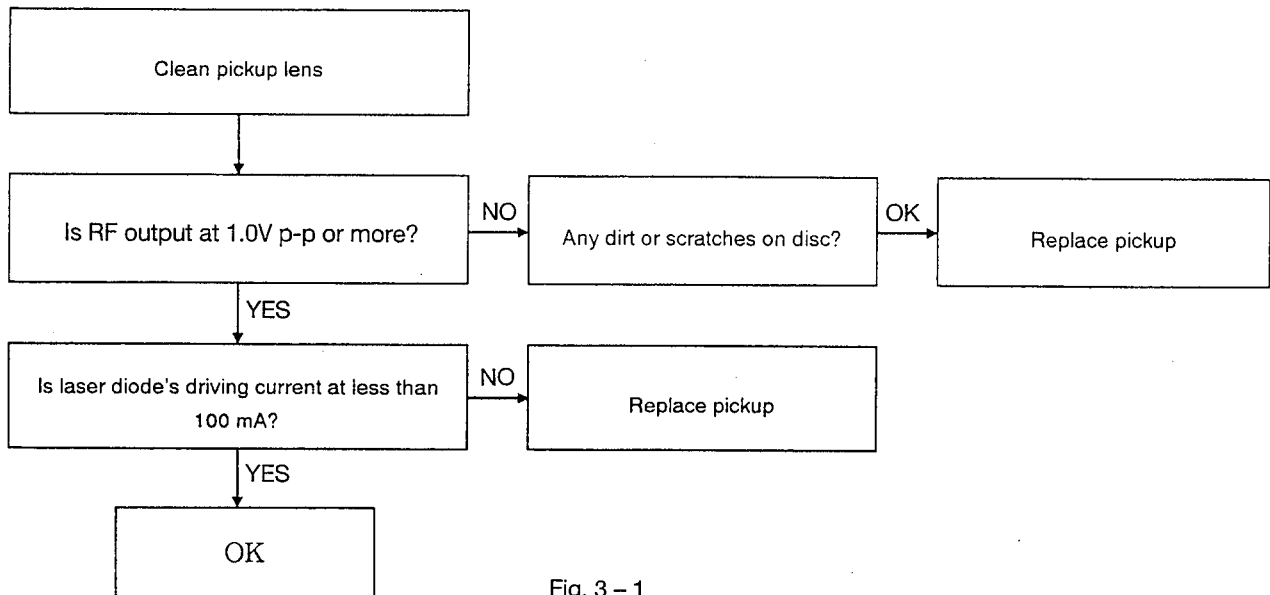 Clean pickup lens
Is RF output at 1.0V p-p or more?
NO
Any dirt or scratches on disc?
OK
Replace pickup
YES
Is laser diode's driving current at less than
100 mA?
NO
Replace pickup
YES
OK
Fig. 3 – 1